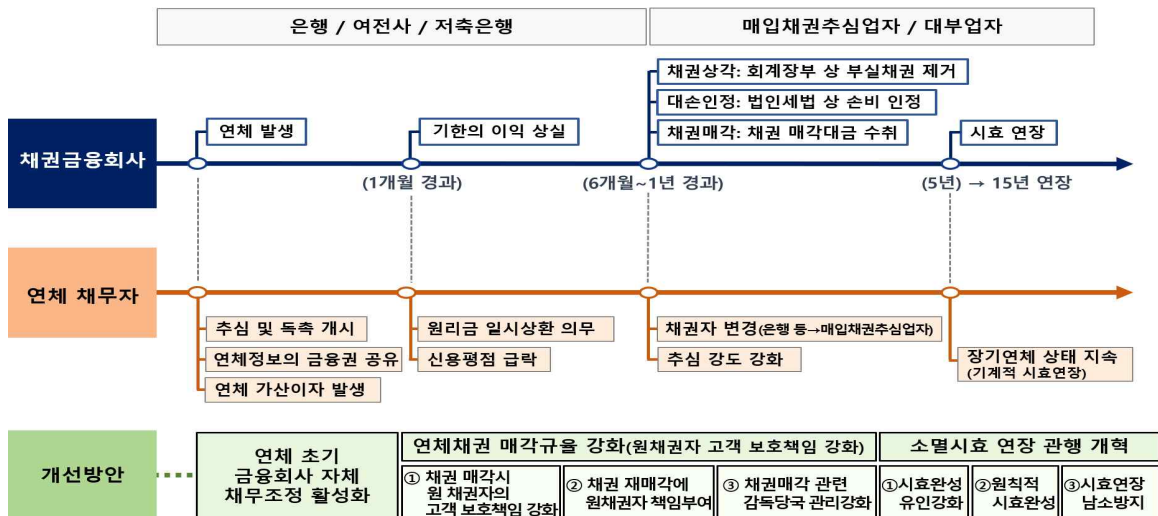 은행 / 여전사 / 저축은행
매입채권추심업자 / 대부업자
채권금융회사
연체 발생
기한의 이익 상실
채권상각: 회계장부 상 부실채권 제거
대손인정: 법인세법 상 손비 인정
채권매각: 채권 매각대금 수취
시효 연장
(1개월 경과)
(6개월~1년 경과)
(5년) → 15년 연장
연체 채무자
추심 및 독촉 개시
연체정보의 금융권 공유
연체 가산이자 발생
원리금 일시상환 의무
신용평점 급락
채권자 변경(은행 등→매입채권추심업자)
추심 강도 강화
장기연체 상태 지속
(기계적 시효연장)
개선방안
연체 초기
금융회사 자체
채무조정 활성화
연체채권 매각규율 강화(원채권자 고객 보호책임 강화)
① 채권 매각시
원 채권자의
고객 보호책임 강화
② 채권 재매각에
원채권자 책임부여
③ 채권매각 관련
감독당국 관리강화
소멸시효 연장 관행 개혁
①시효완성
유인강화
②원칙적
시효완성
③시효연장
남소방지